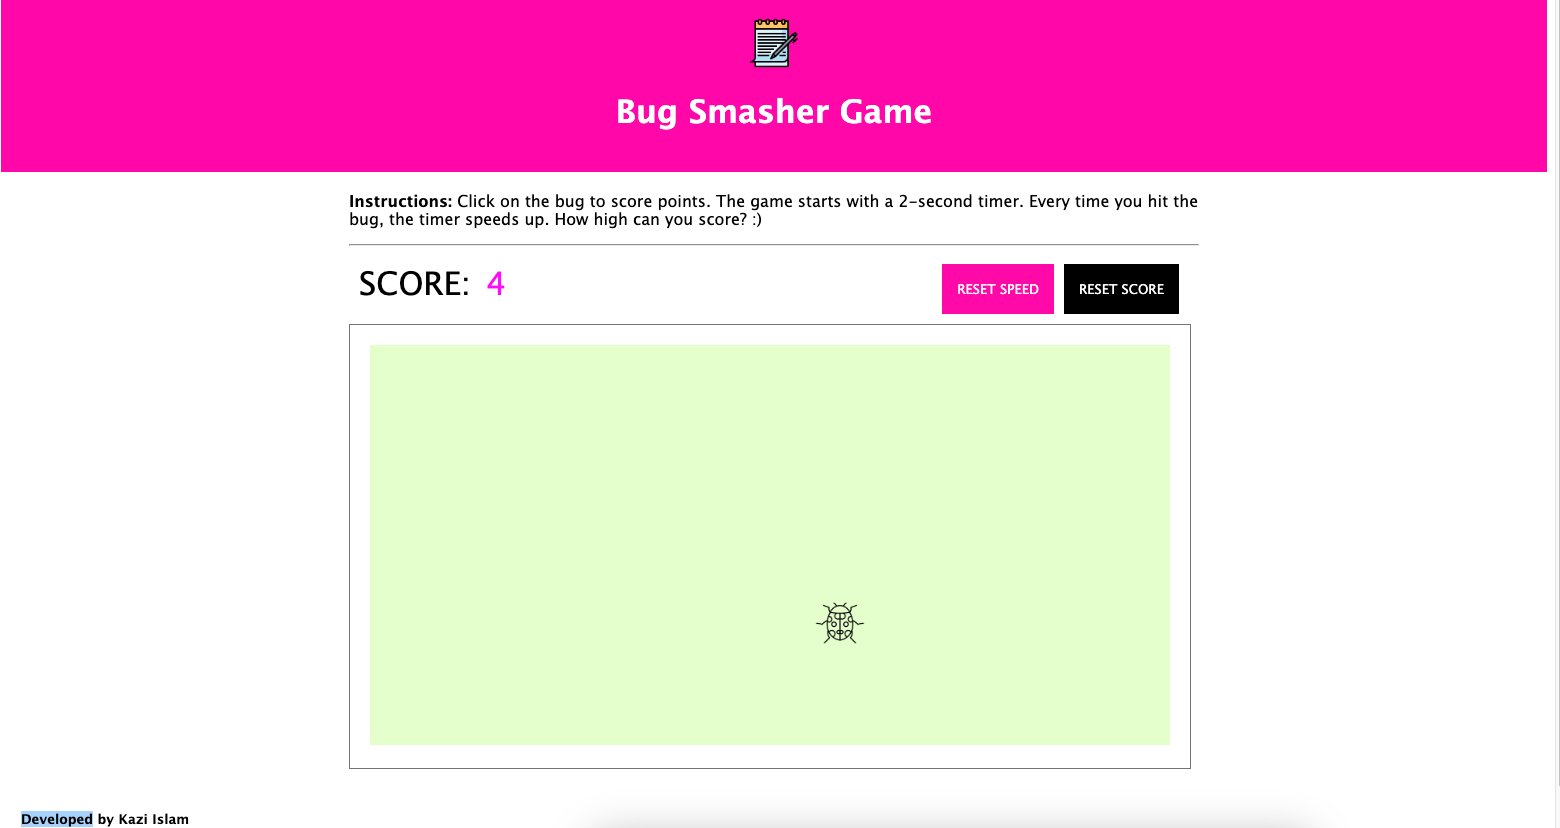 Bug Smasher Game
Instructions: Click on the bug to score points. The game starts with a 2-second timer. Every time you hit the
bug, the timer speeds up. How high can you score? :)
SCORE: 4
RESET SPEED
RESET SCORE
Developed by Kazi Islam